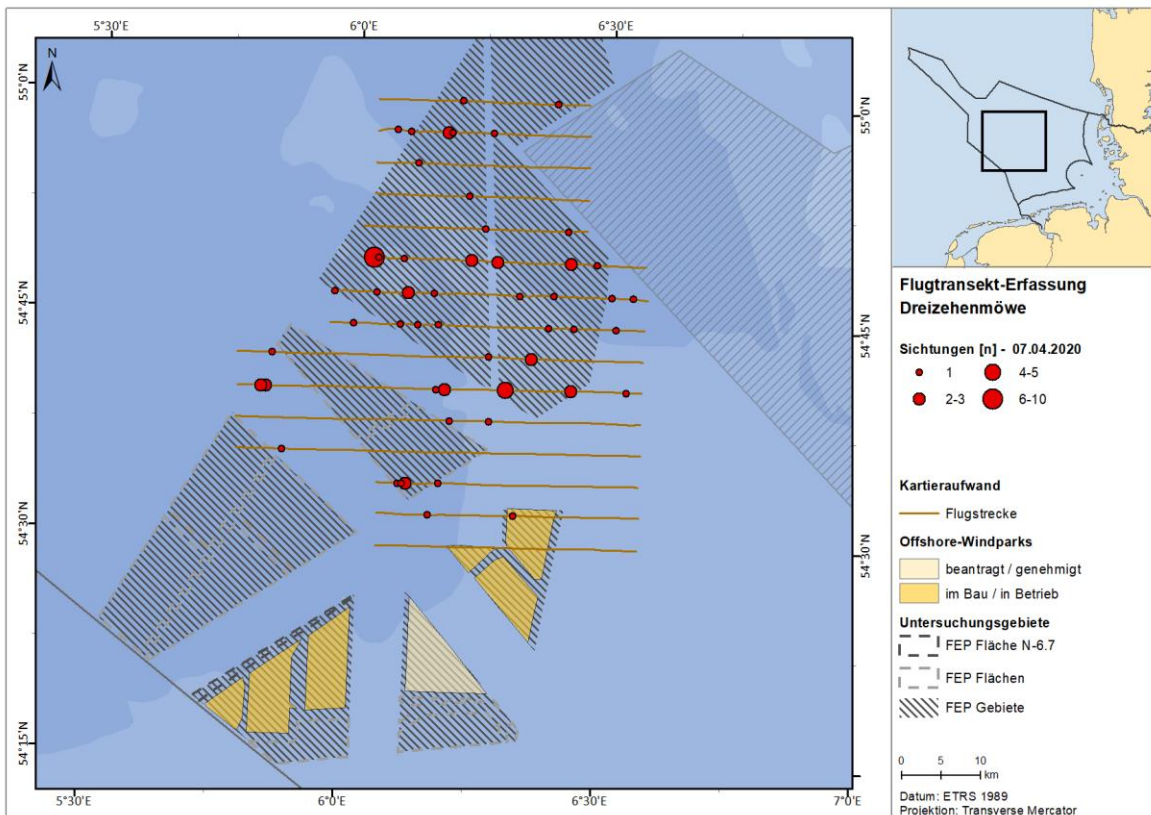 5°30'E
6°0'E
6°30'E
N
55°0'N
54°45'N
54°30'N
54°15'N
55°0'N
54°45'N
54°30'N
5°30'E
6°0'E
6°30'E
7°0'E
Flugtransekt-Erfassung
Dreizehenmöwe
Sichtungen [n] - 07.04.2020
1
4-5
2-3
6-10
Kartieraufwand
Flugstrecke
Offshore-Windparks
beantragt / genehmigt
im Bau / in Betrieb
Untersuchungsgebiete
FEP Fläche N-6.7
FEP Flächen
FEP Gebiete
0 5 10
km
Datum: ETRS 1989
Projektion: Transverse Mercator